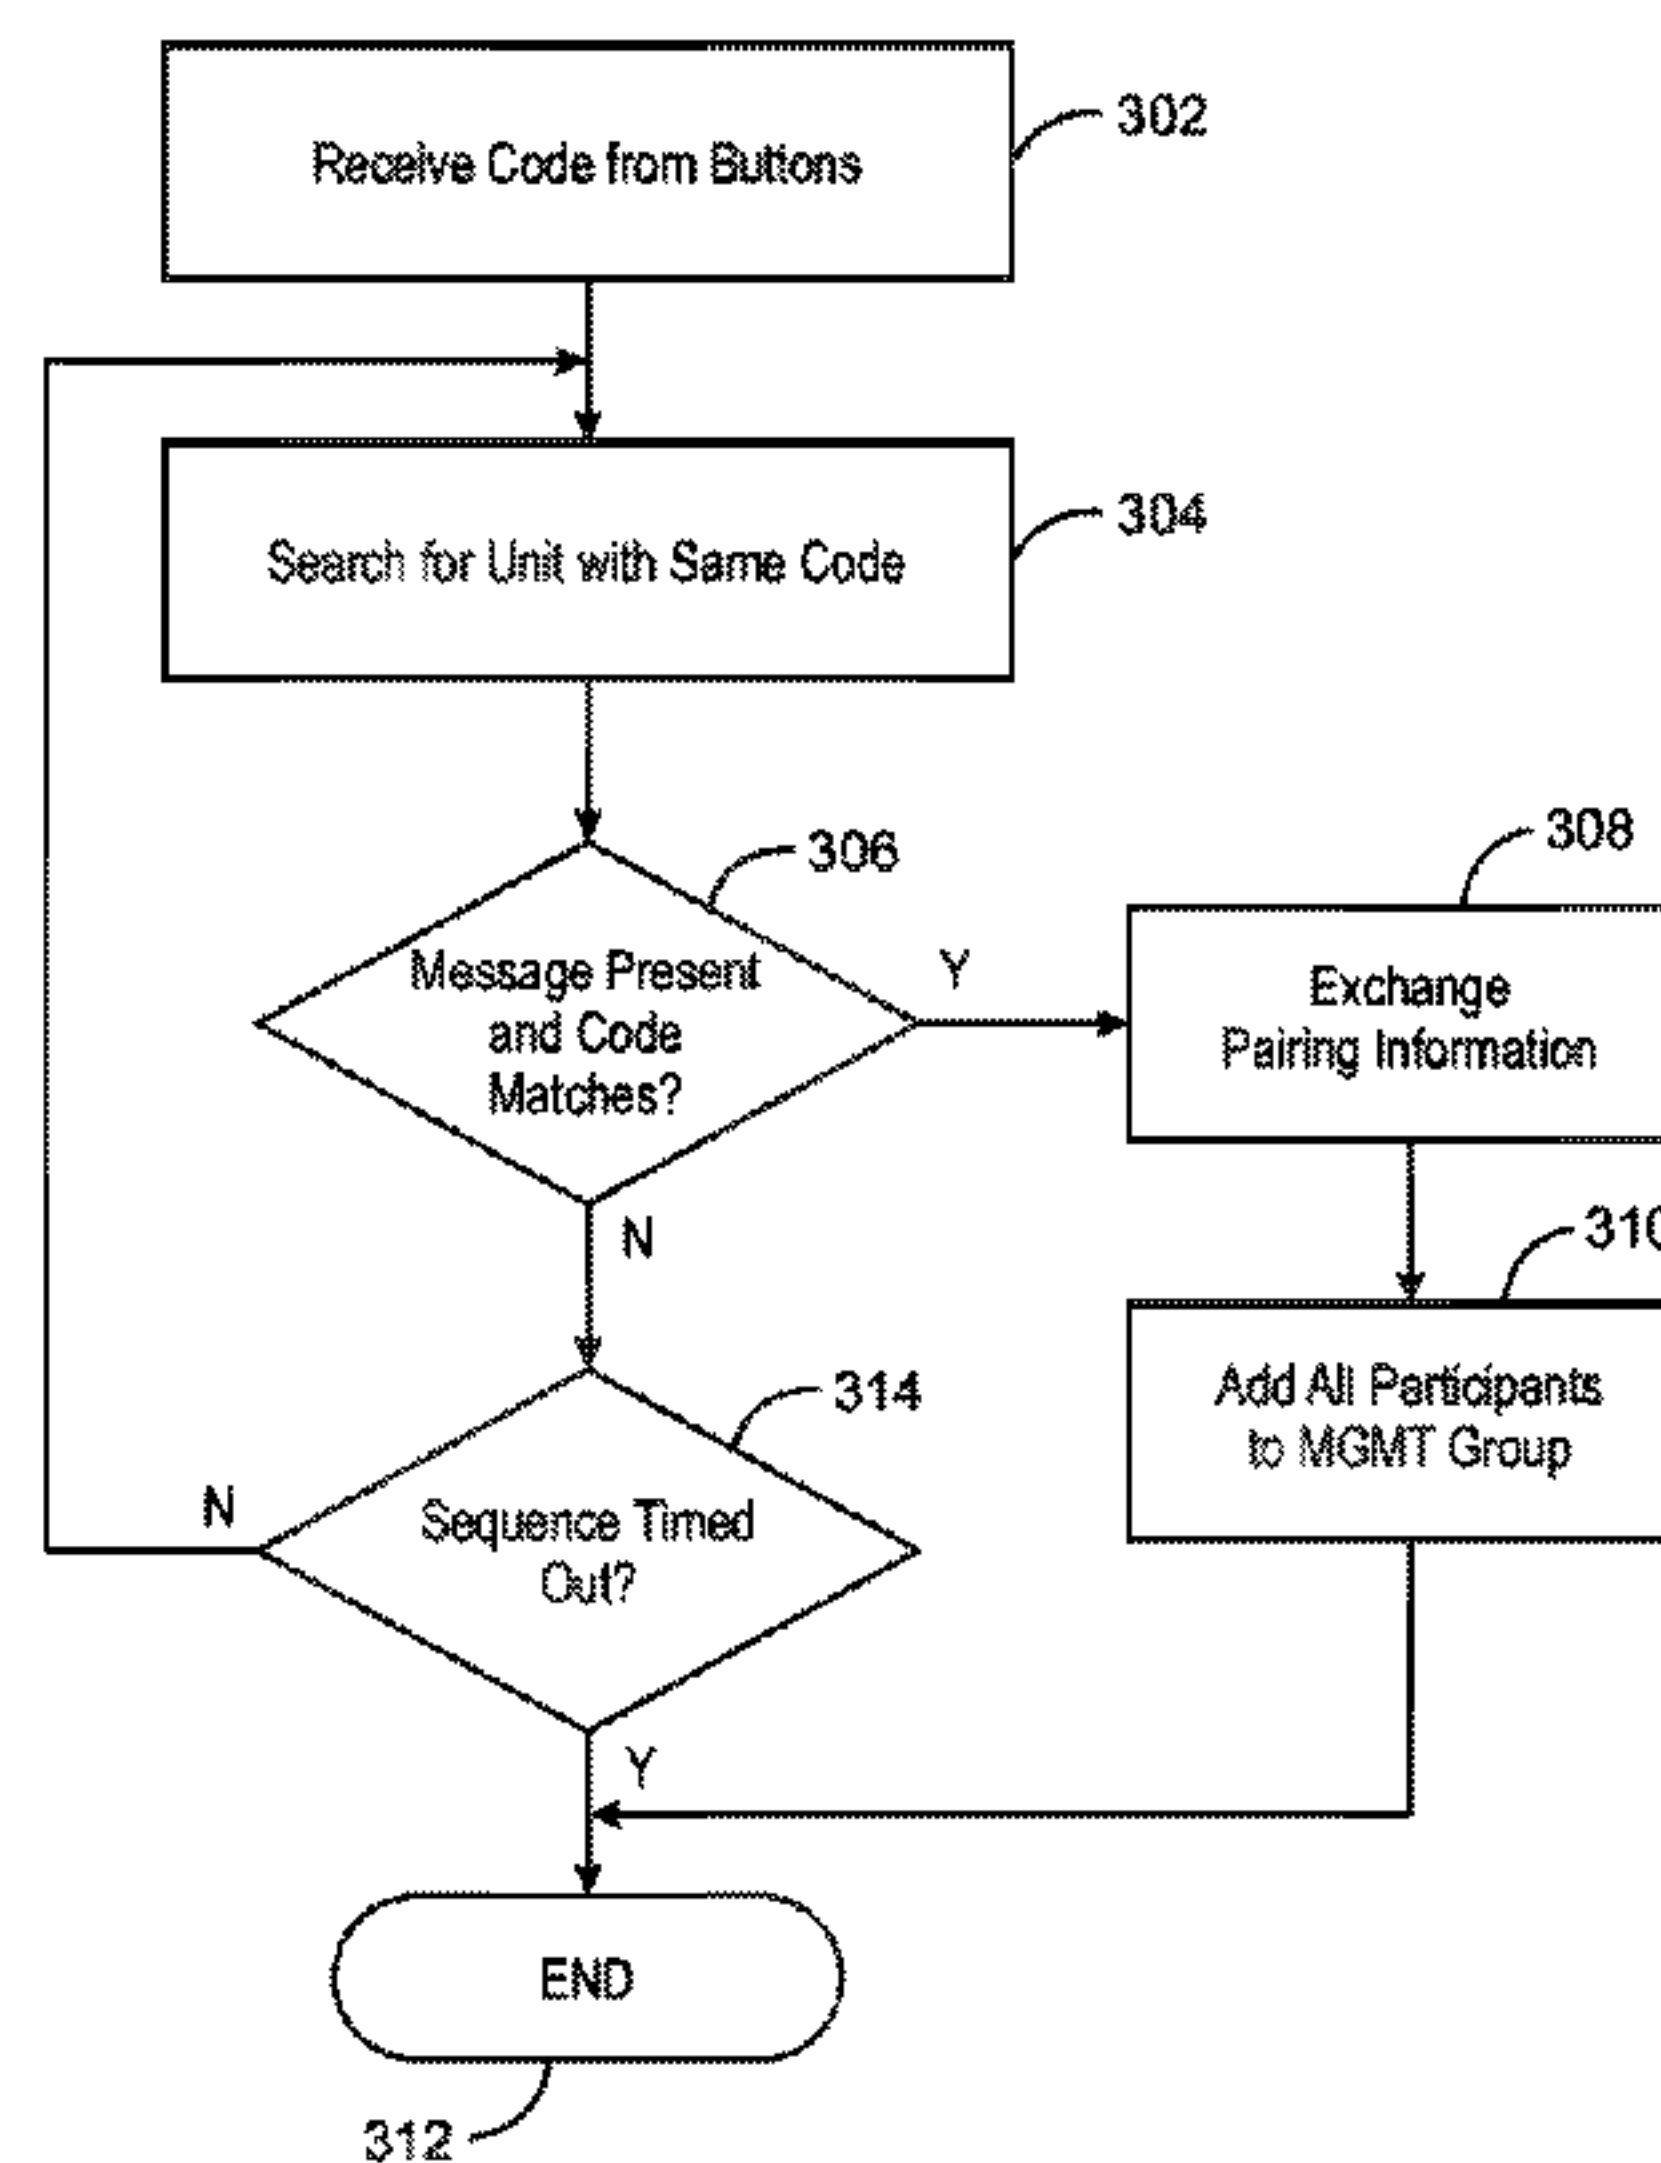 Receive Code from Buttons
302
Search for Unit with Same Code
304
306
Message Present
and Code
Matches?
Y
308
Exchange
Pairing Information
N
310
Add All Participants
to MGMT Group
314
Sequence Timed
Out?
N
Y
END
312